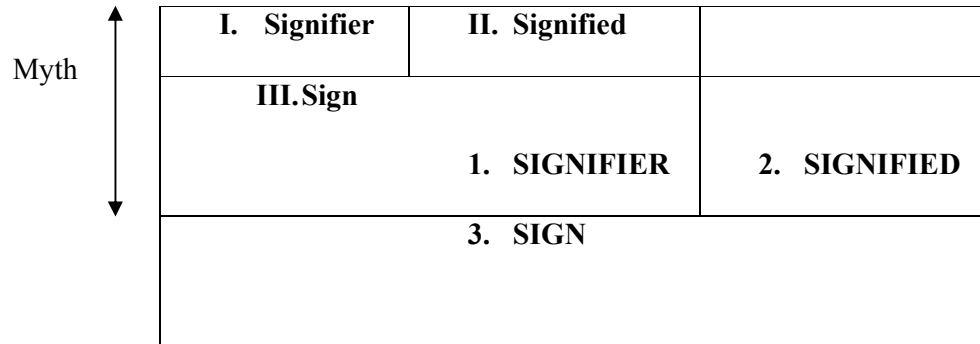 I. Signifier
II. Signified
Myth
III. Sign
1. SIGNIFIER
2. SIGNIFIED
3. SIGN